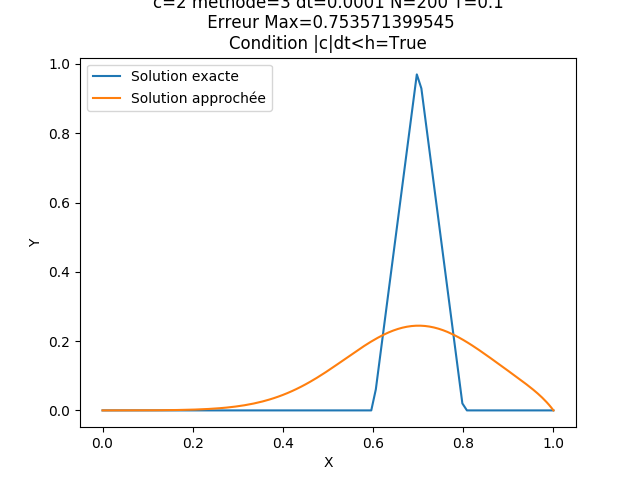 c=2 methode=3 dt=0.0001 N=200 T=0.1
Erreur Max=0.753571399545
Condition |c|dt<h=True
Solution exacte
Solution approchée
1.0
0.8
0.6
0.4
0.2
0.0
Y
0.0 0.2 0.4 0.6 0.8 1.0
X